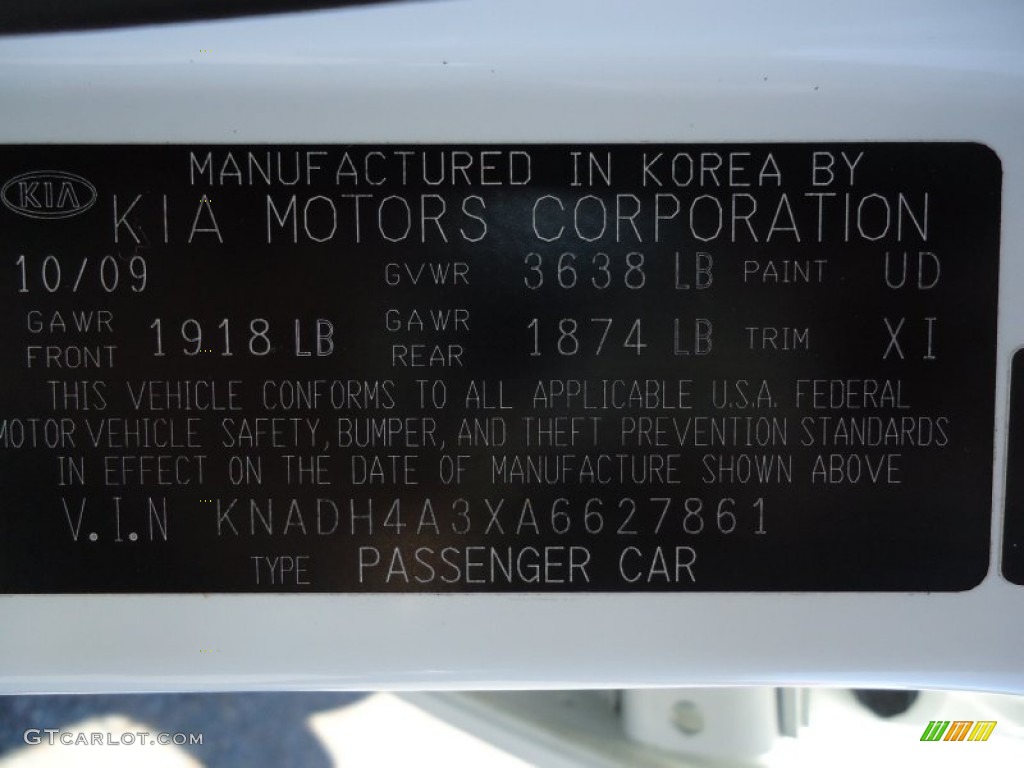 MANUFACTURED IN KOREA BY
KIA
KIA MOTORS CORPORATION
10/09 GVWR 3638 LB PAINT UD
GAWR FRONT 1918 LB GAWR REAR 1874 LB TRIM XI
THIS VEHICLE CONFORMS TO ALL APPLICABLE U.S.A. FEDERAL
MOTOR VEHICLE SAFETY, BUMPER, AND THEFT PREVENTION STANDARDS
IN EFFECT ON THE DATE OF MANUFACTURE SHOWN ABOVE
V.I.N KNADH4A3XA6627861
TYPE PASSENGER CAR
GTCARLOT.COM